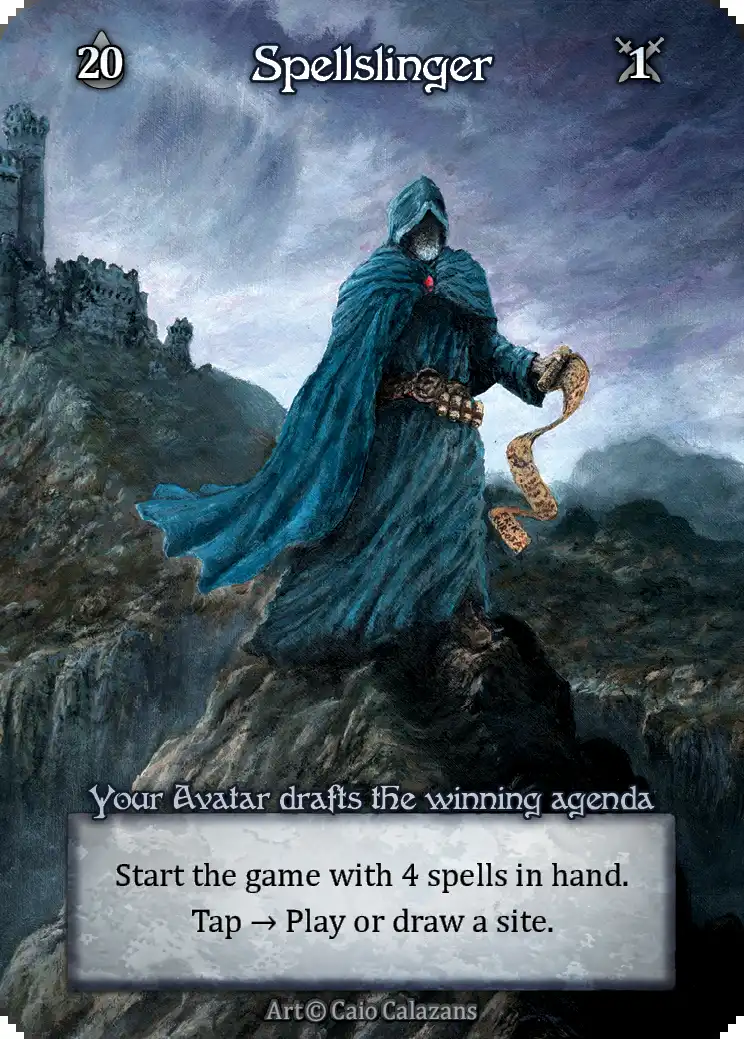 20 Spellslinger 1
Your Avatar drafts the winning agenda
Start the game with 4 spells in hand.
Tap → Play or draw a site.
Art © Caio Calazans